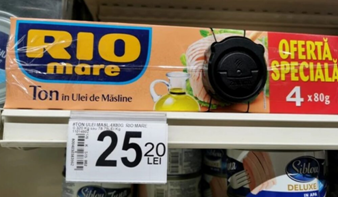 RIO
mare
Ton în Ulei de Măsline
OFERTĂ
SPECIALĂ
4 x80g
25,20
LEI
DELUXE